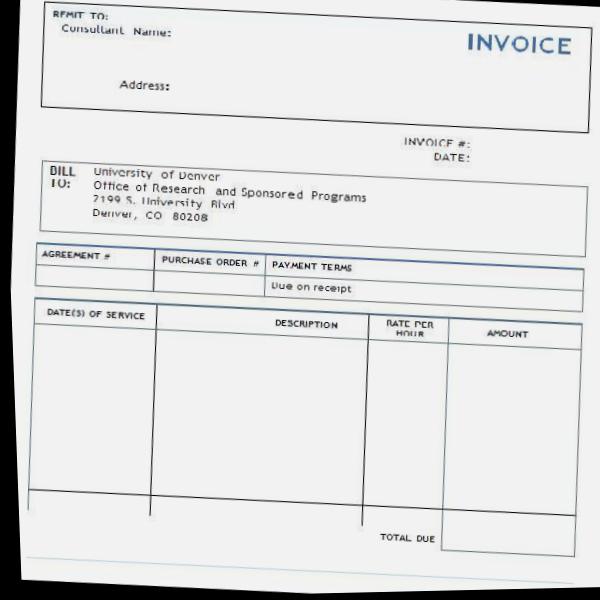 REMIT TO:
Consultant Name:
INVOICE
Address:
INVOICE #:
DATE:
BILL TO:
University of Denver
Office of Research and Sponsored Programs
2199 S. University Blvd
Denver, CO 80208
AGREEMENT # PURCHASE ORDER # PAYMENT TERMS
Due on receipt
DATE(S) OF SERVICE DESCRIPTION RATE PER HOUR AMOUNT
TOTAL DUE